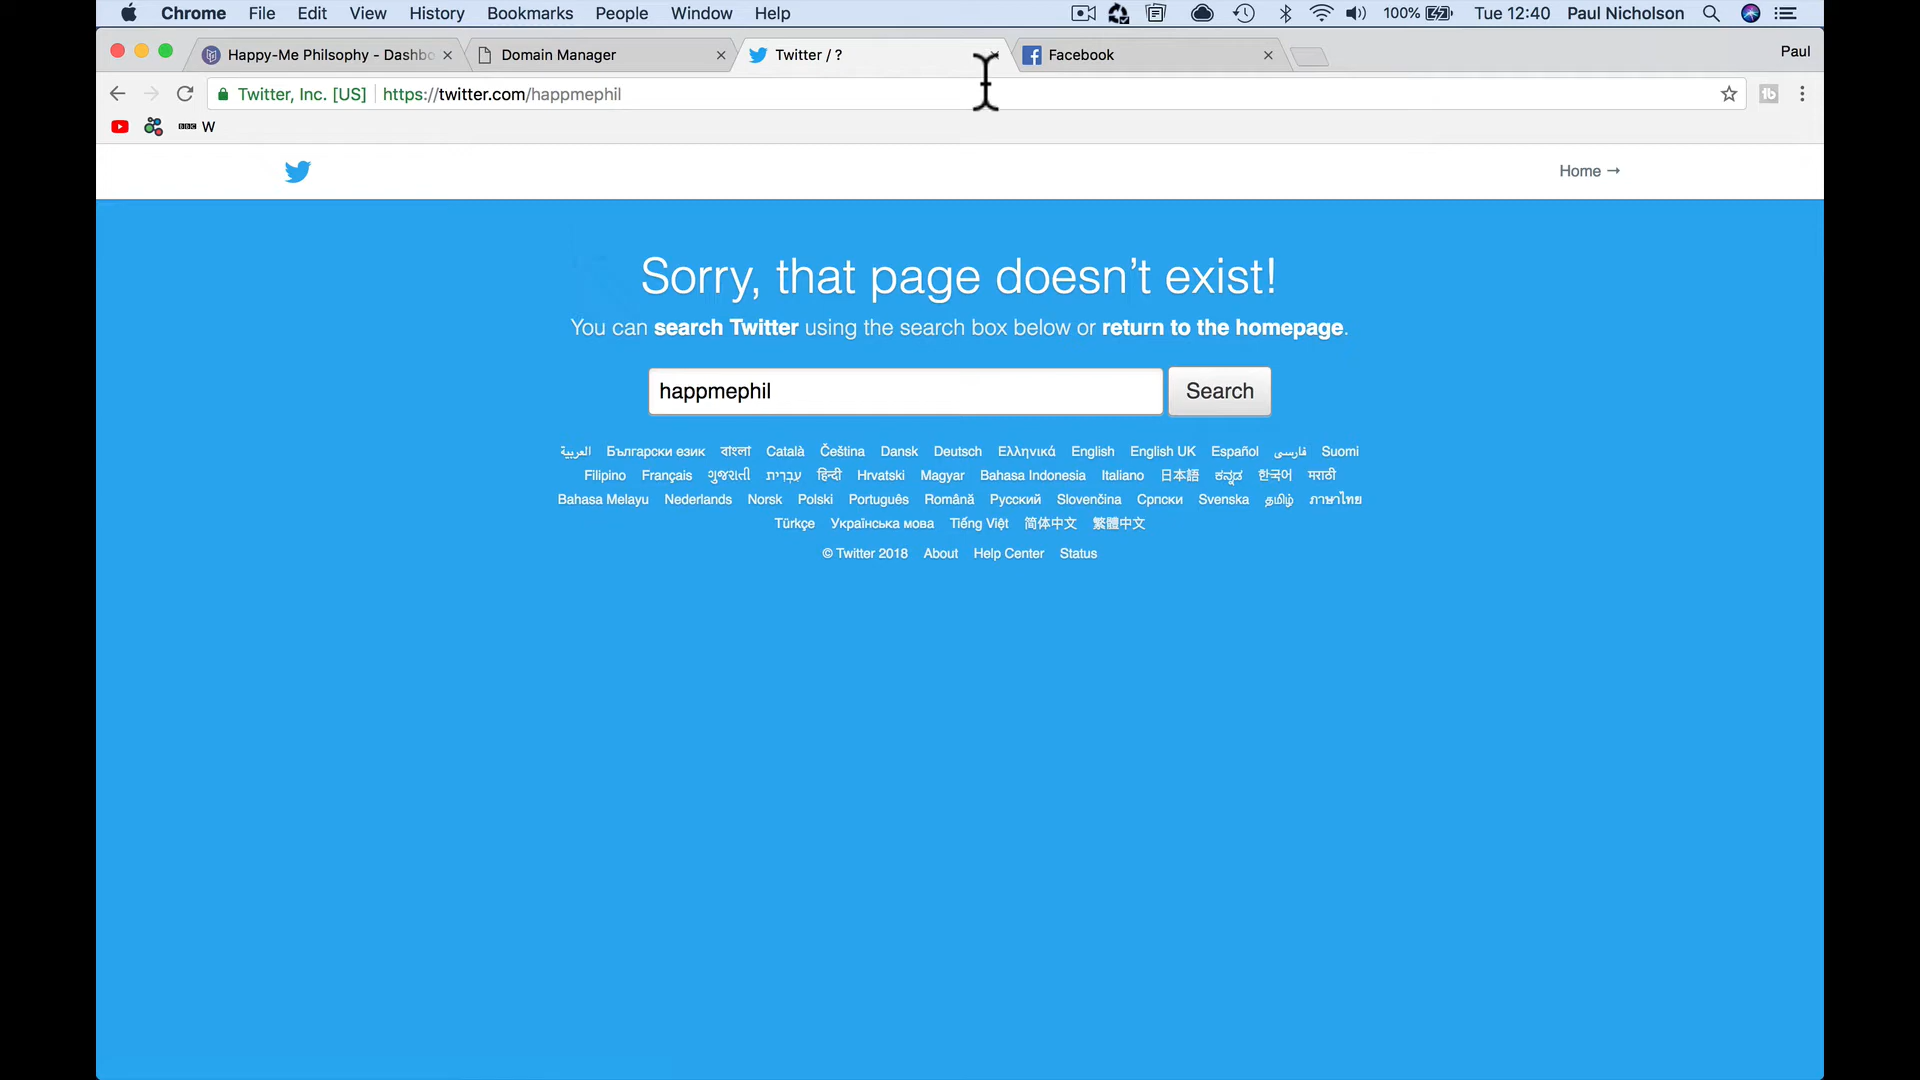 Chrome File Edit View History Bookmarks People Window Help 100% Tue 12:40 Paul Nicholson
Happy-Me Philsophy - Dashbo Domain Manager Twitter / ? Facebook Paul
Twitter, Inc. [US] https://twitter.com/happmephil
BBC W
Home →
Sorry, that page doesn’t exist!
You can search Twitter using the search box below or return to the homepage.
happmephil Search
العربية Български език বাংলা Català Čeština Dansk Deutsch Ελληνικά English English UK Español فارسی Suomi
Filipino Français ગુજરાતી עִבְרִית हिन्दी Hrvatski Magyar Bahasa Indonesia Italiano 日本語 ಕನ್ನಡ 한국어 मराठी
Bahasa Melayu Nederlands Norsk Polski Português Română Русский Slovenčina Српски Svenska தமிழ் ภาษาไทย
Türkçe Українська мова Tiếng Việt 简体中文 繁體中文
© Twitter 2018 About Help Center Status